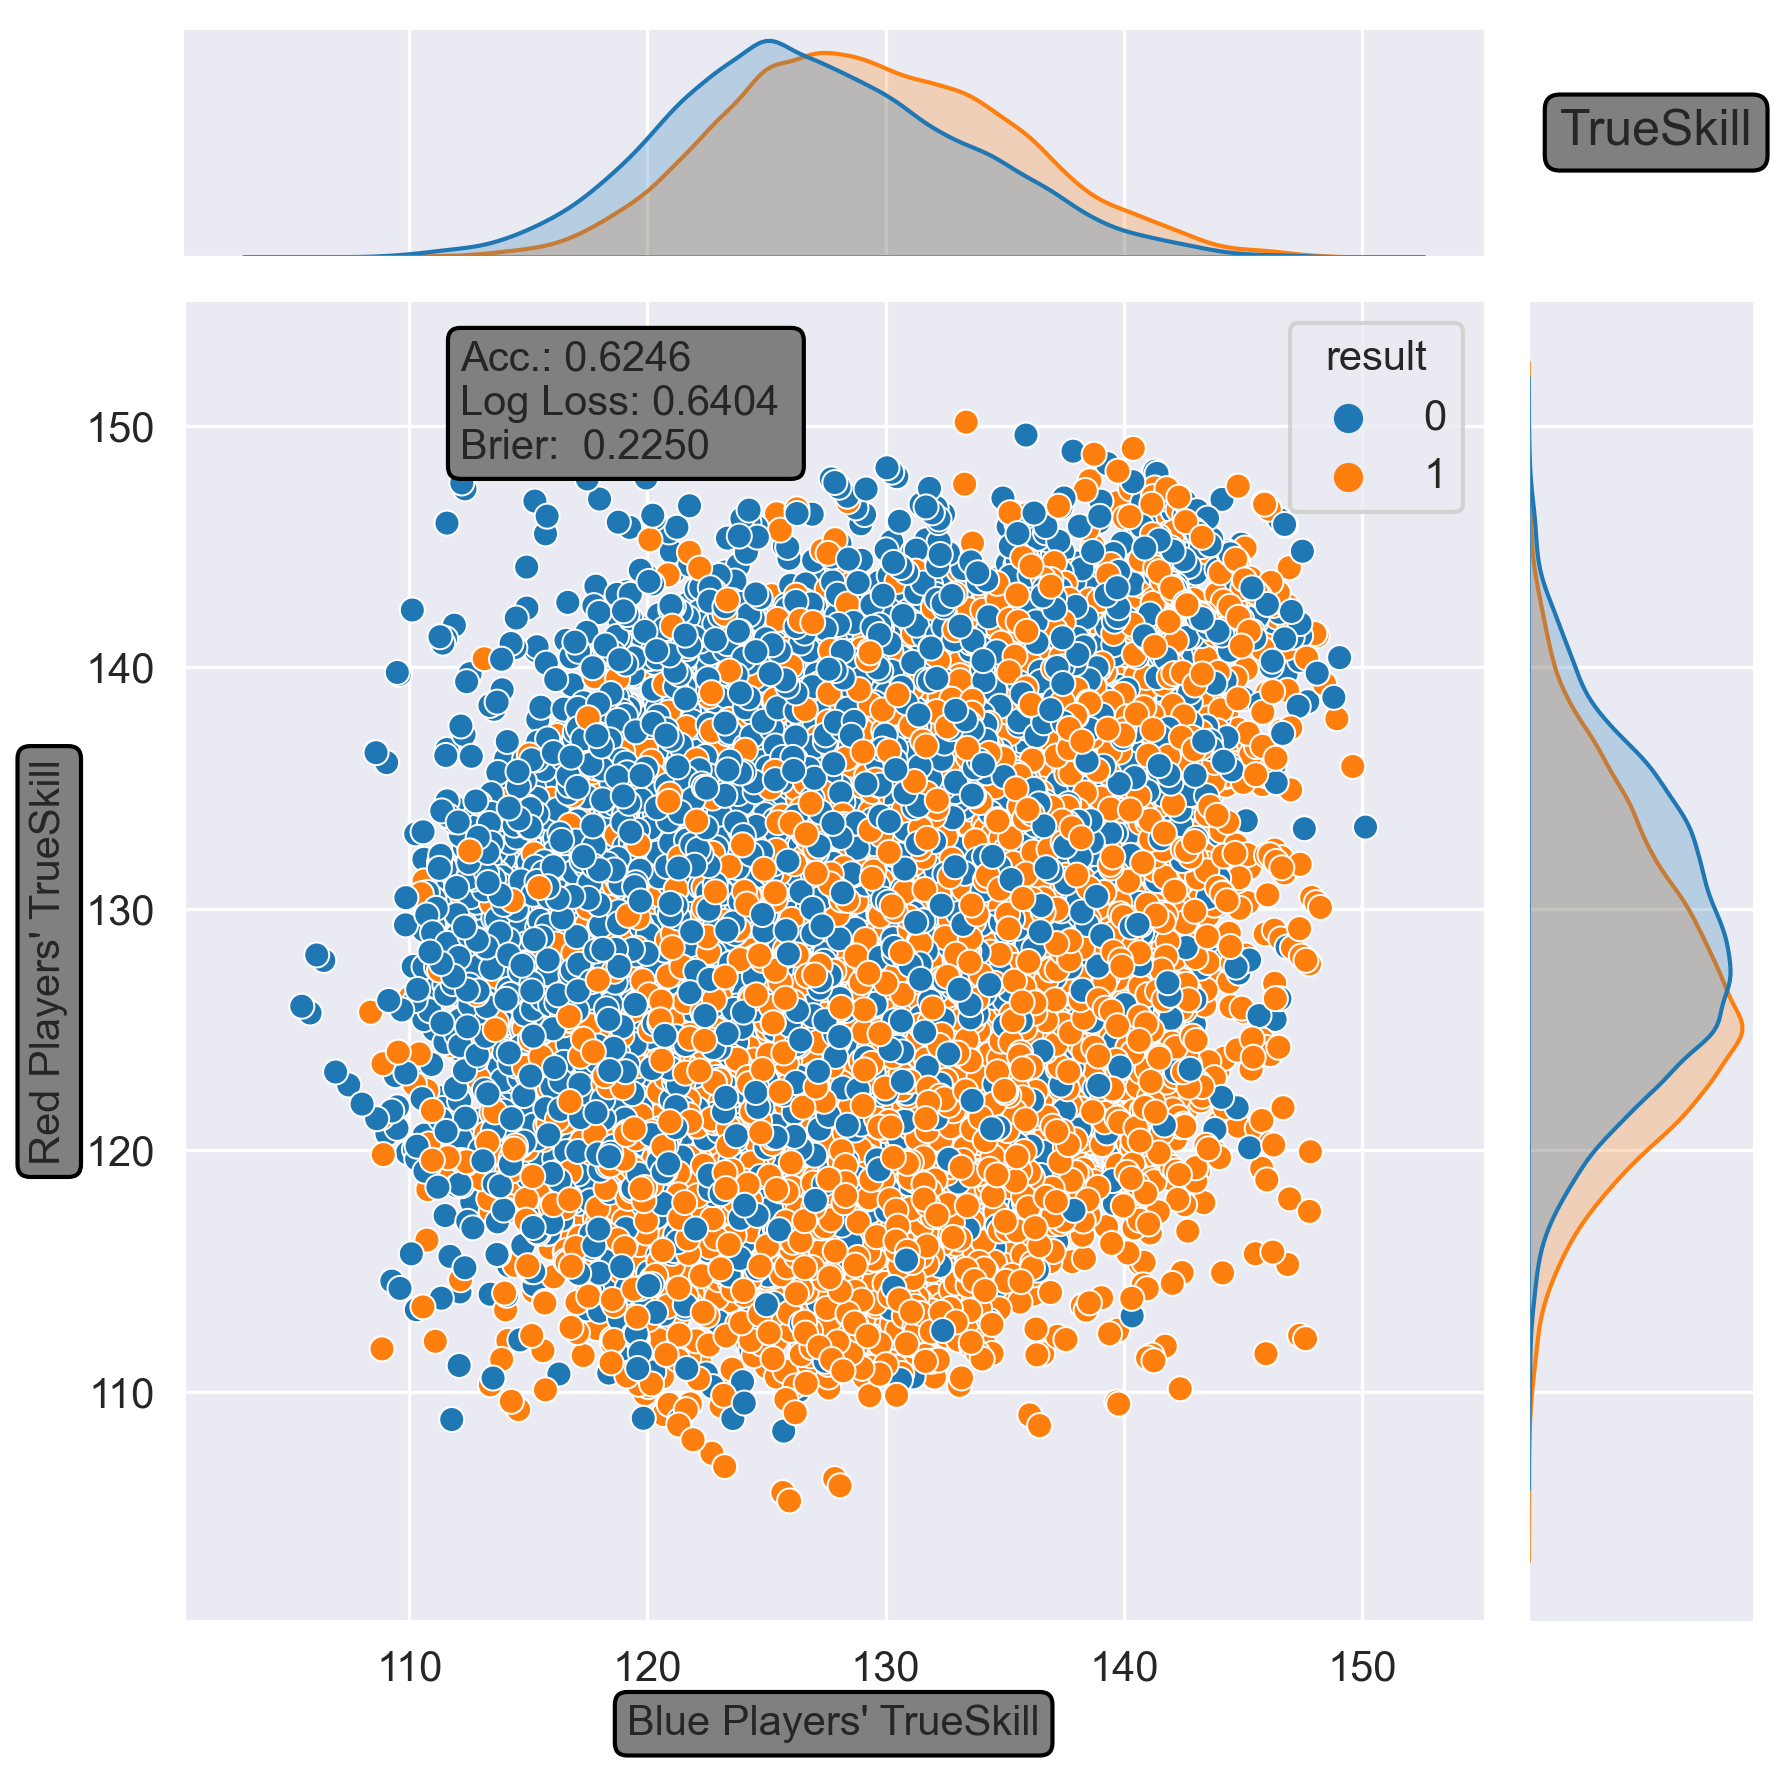 TrueSkill
Acc.: 0.6246
Log Loss: 0.6404
Brier:  0.2250
result
0
1
150
140
130
120
110
Red Players' TrueSkill
110
120
130
140
150
Blue Players' TrueSkill